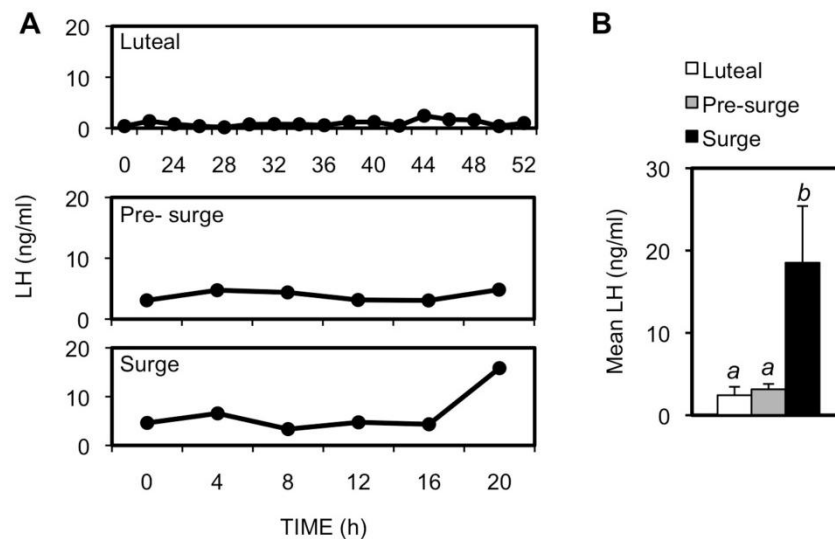 A
B
20
10
0
Luteal
0 24 28 32 36 40 44 48 52
20
10
0
Pre- surge
20
10
0
Surge
0 4 8 12 16 20
LH (ng/ml)
TIME (h)
Luteal
Pre-surge
Surge
30
20
10
0
Mean LH (ng/ml)
a a b